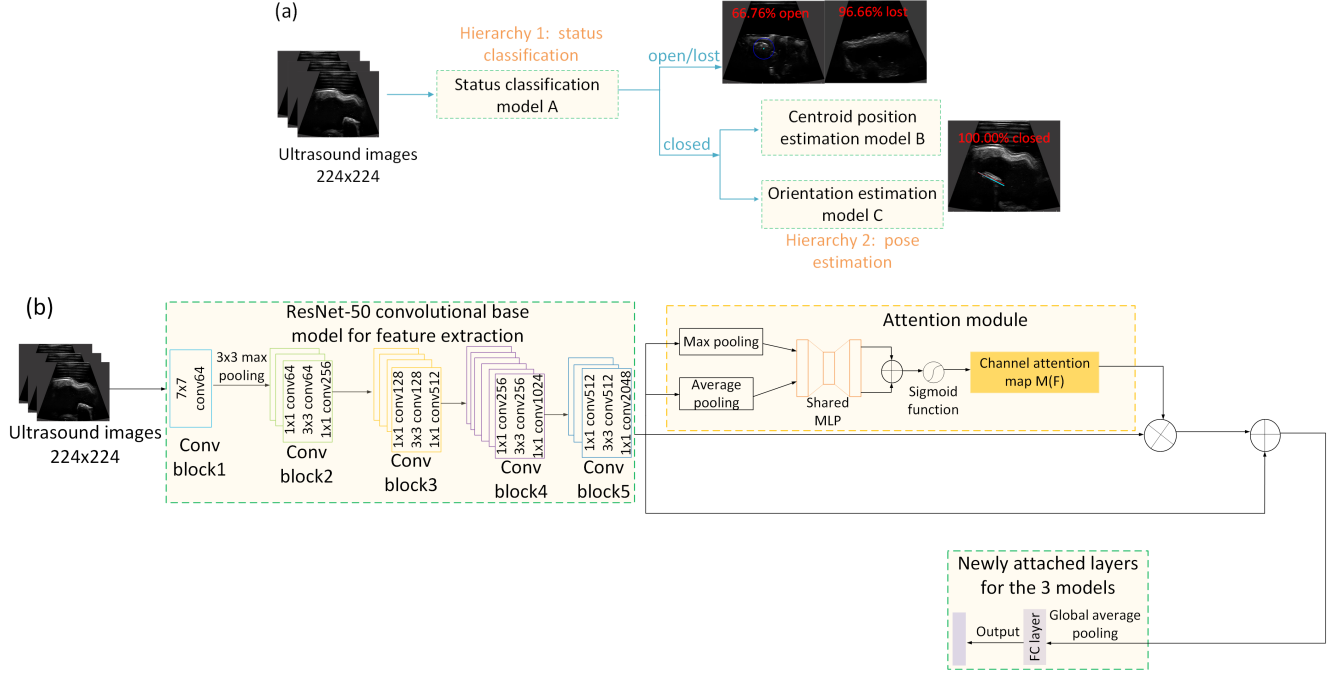 (a)
Hierarchy 1: status
classification
Status classification
model A
Ultrasound images
224x224
open/lost
66.76% open
96.66% lost
closed
Centroid position
estimation model B
100.00% closed
Orientation estimation
model C
Hierarchy 2: pose
estimation
(b)
Ultrasound images
224x224
ResNet-50 convolutional base
model for feature extraction
7x7
conv64
Conv
block1
3x3 max
pooling
1x1 conv64
3x3 conv64
1x1 conv256
Conv
block2
1x1 conv128
3x3 conv128
1x1 conv512
Conv
block3
1x1 conv256
3x3 conv256
1x1 conv1024
Conv
block4
1x1 conv512
3x3 conv512
1x1 conv2048
Conv
block5
Attention module
Max pooling
Average
pooling
Shared
MLP
Sigmoid
function
Channel attention
map M(F)
Newly attached layers
for the 3 models
Output
FC layer
Global average
pooling